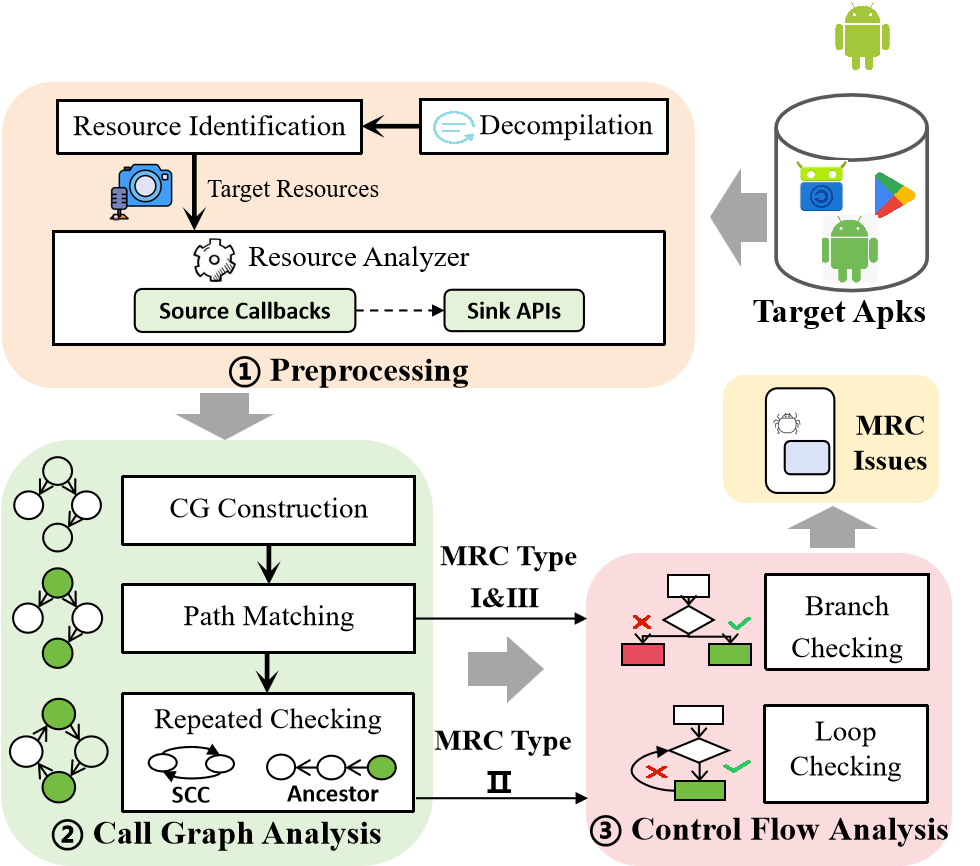 Resource Identification
Decompilation
Target Resources
Resource Analyzer
Source Callbacks
Sink APIs
① Preprocessing
Target Apks
MRC
Issues
CG Construction
Path Matching
Repeated Checking
SCC
Ancestor
② Call Graph Analysis
MRC Type
I&III
MRC Type
II
Branch
Checking
Loop
Checking
③ Control Flow Analysis